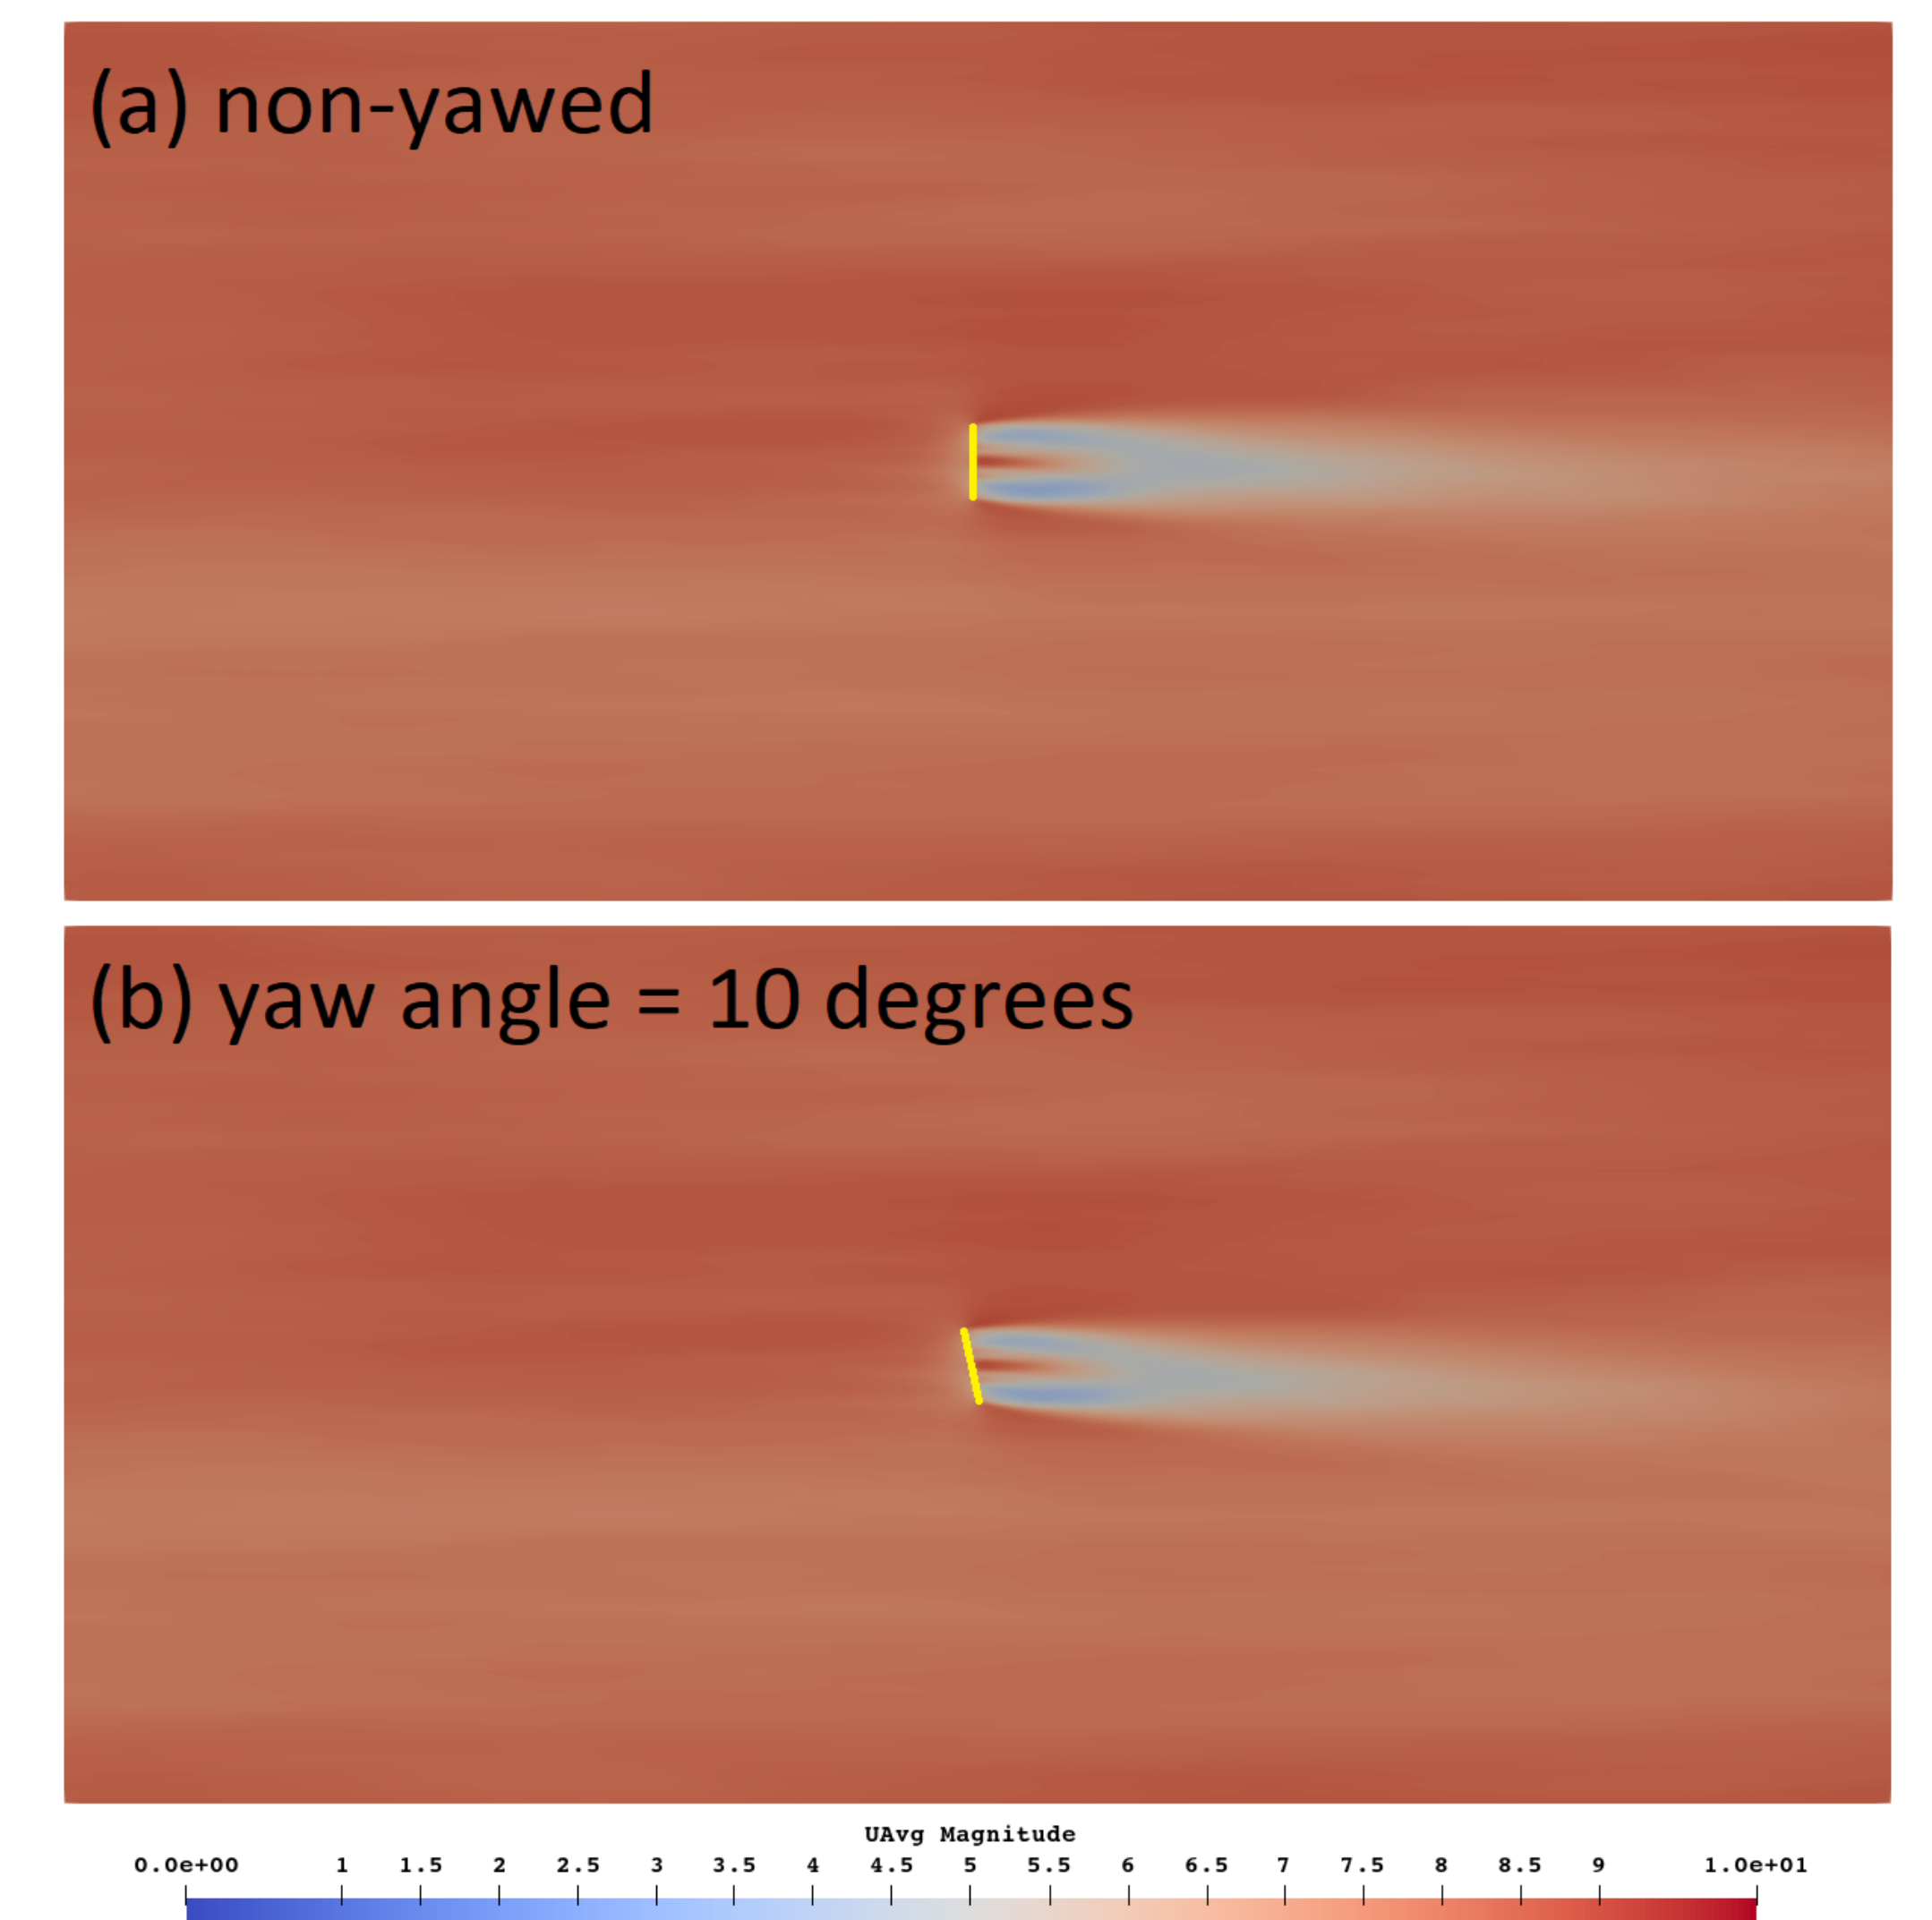 (a) non-yawed
(b) yaw angle = 10 degrees
UAvg Magnitude
0.0e+00 1 1.5 2 2.5 3 3.5 4 4.5 5 5.5 6 6.5 7 7.5 8 8.5 9 1.0e+01